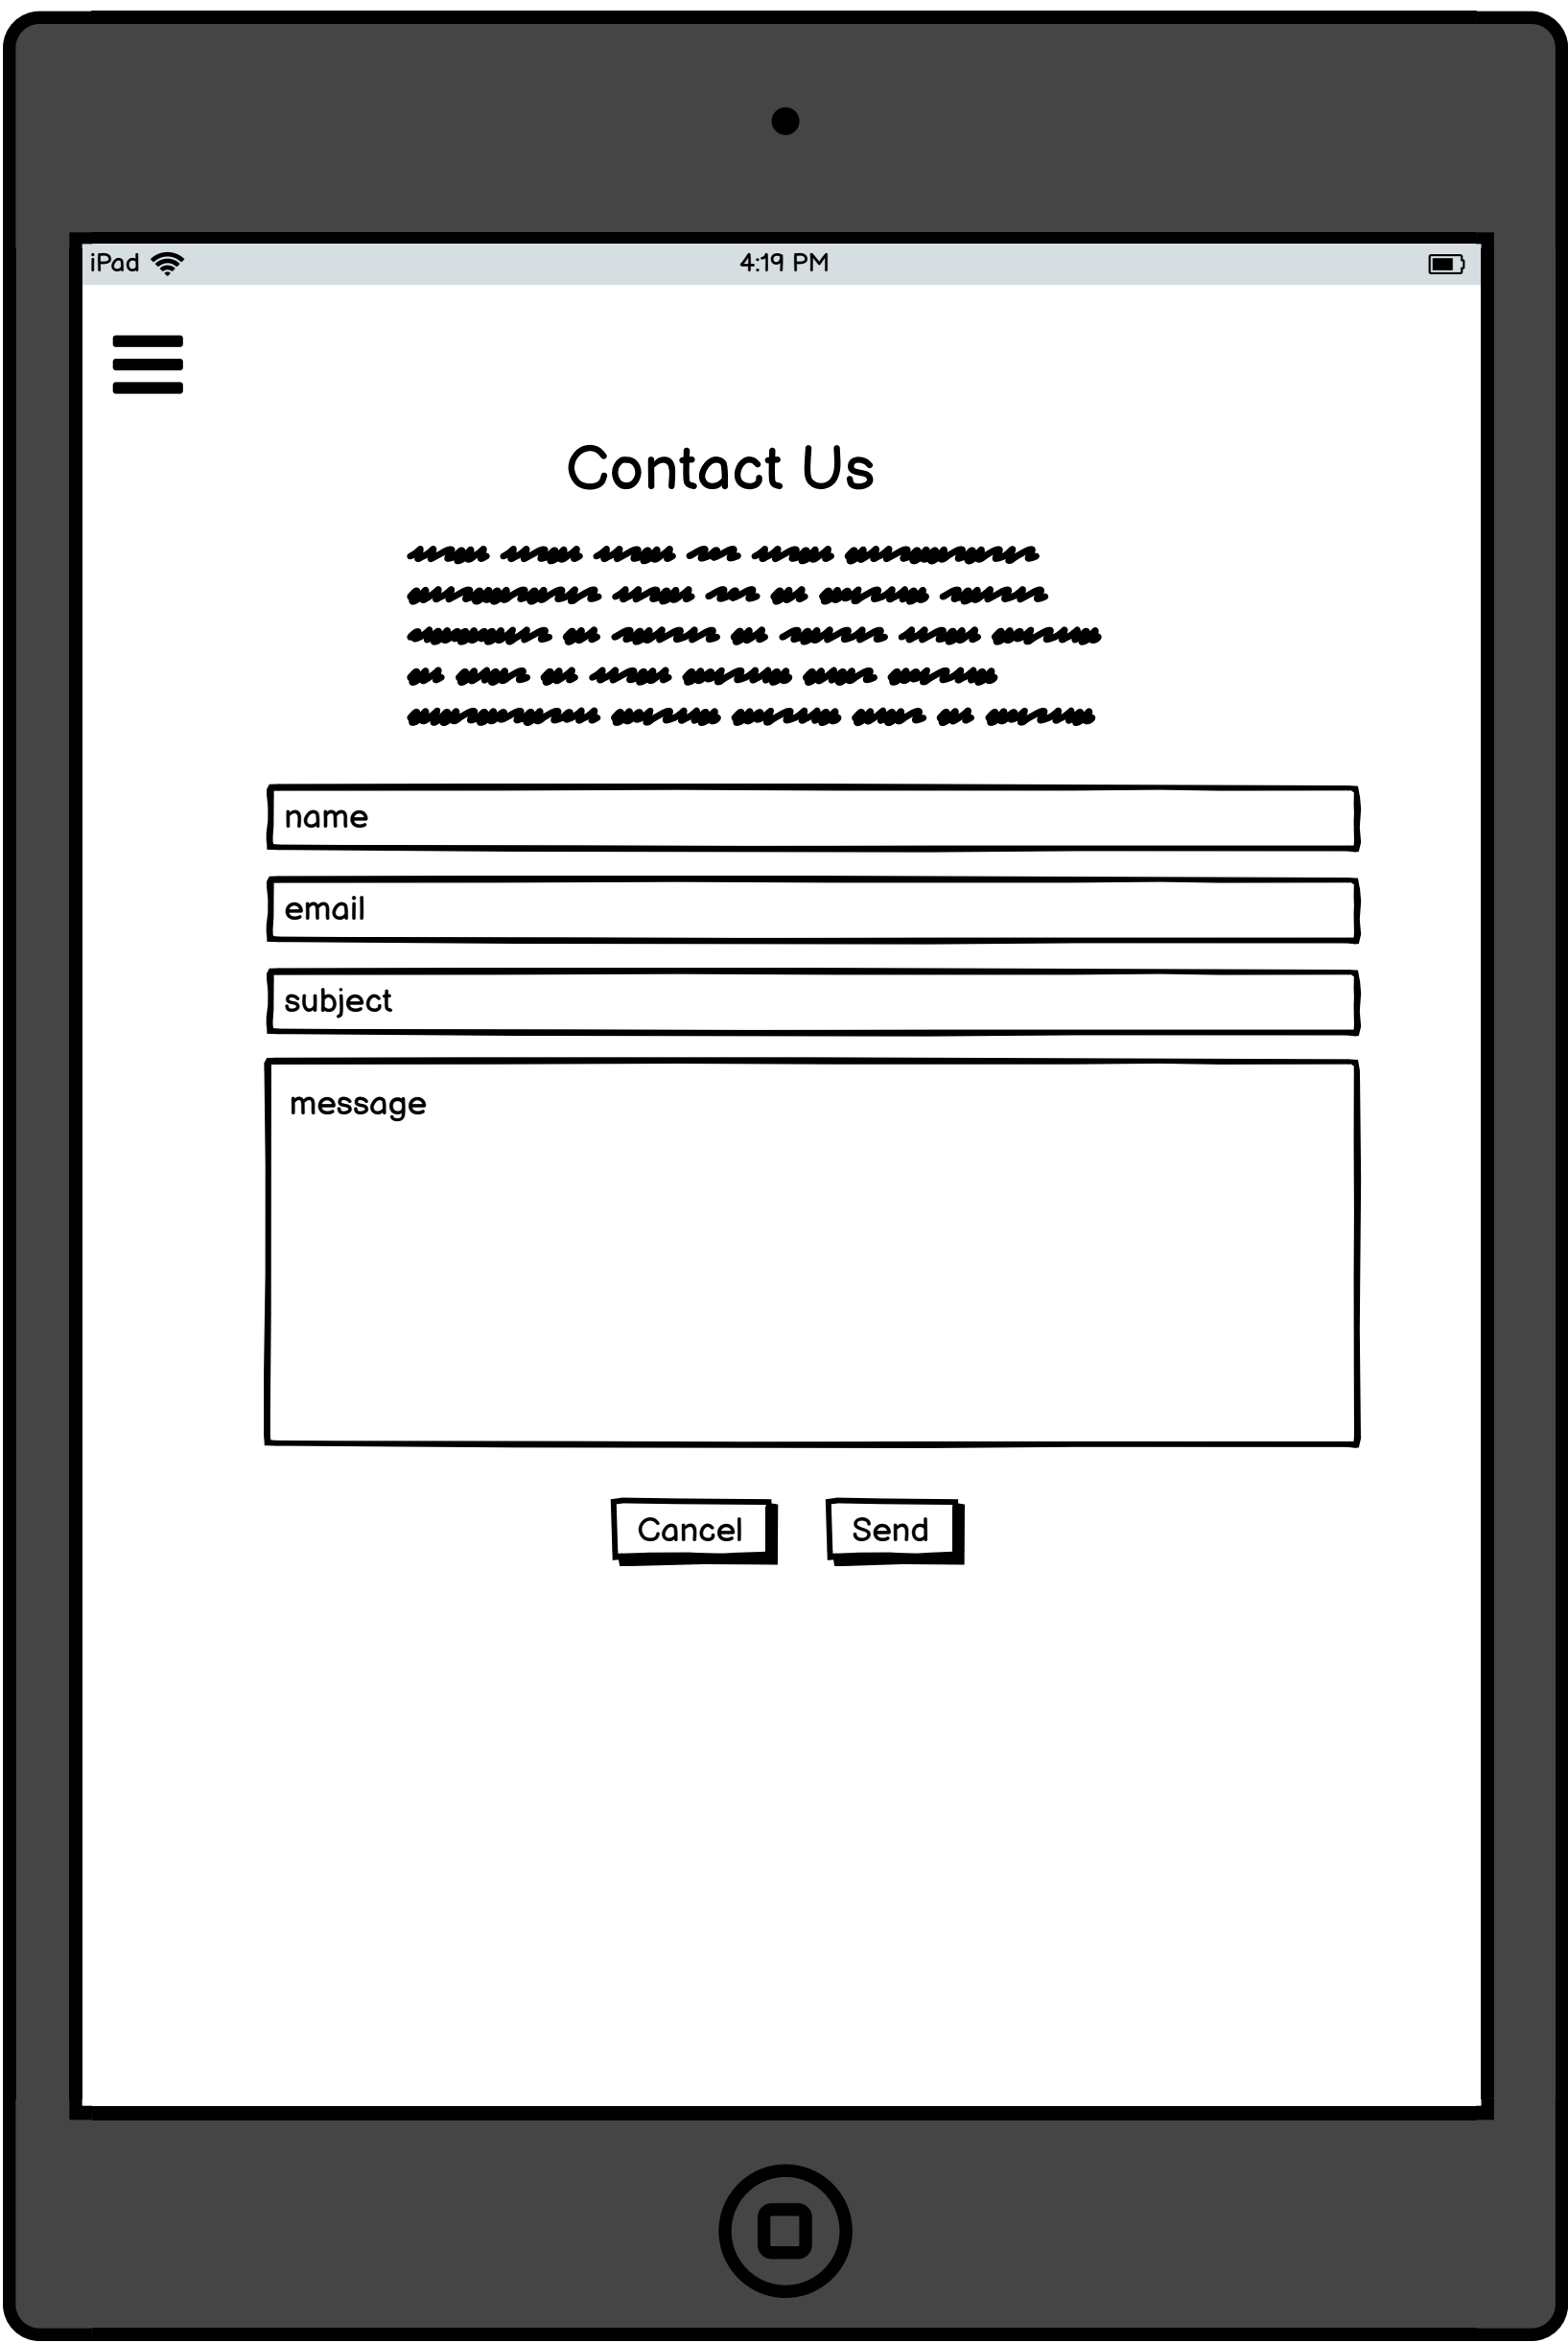 iPad 4:19 PM
Contact Us
name
email
subject
message
Cancel Send